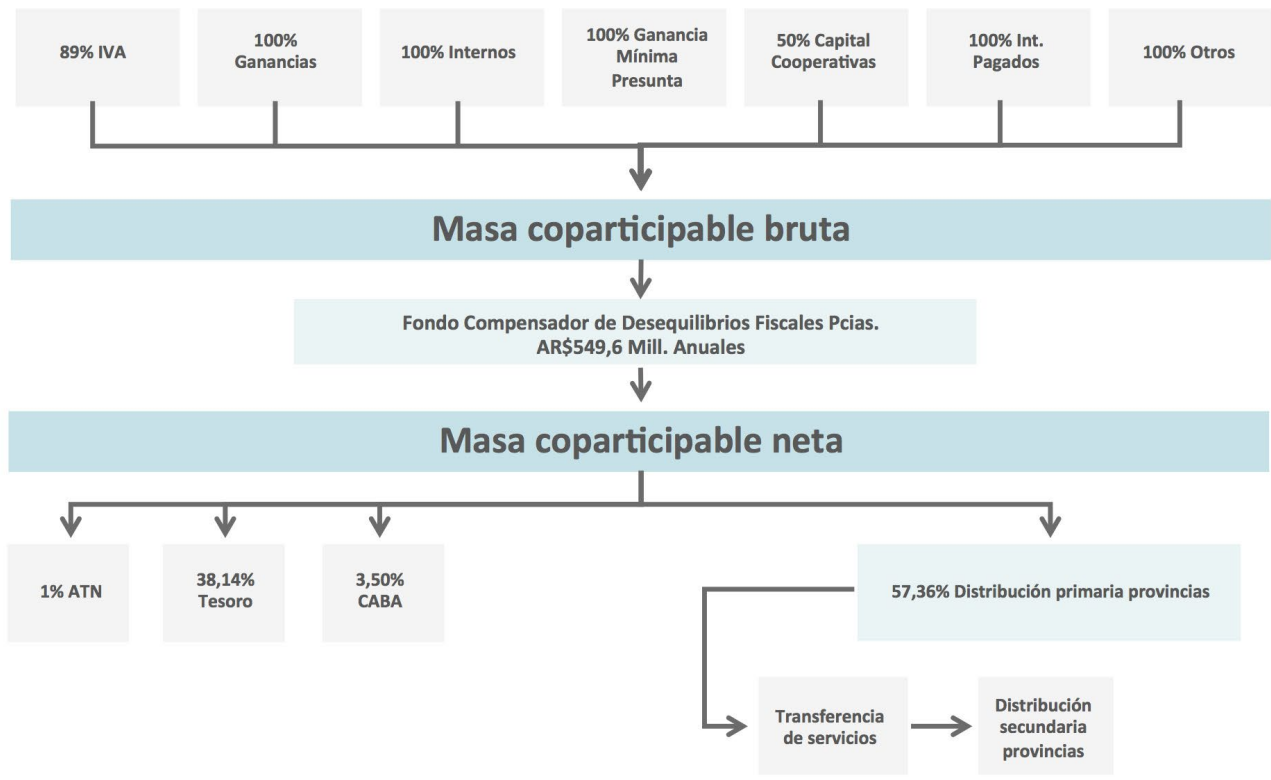 89% IVA
100%
Ganancias
100% Internos
100% Ganancia
Mínima
Presunta
50% Capital
Cooperativas
100% Int.
Pagados
100% Otros
Masa coparticipable bruta
Fondo Compensador de Desequilibrios Fiscales Pcias.
AR$549,6 Mill. Anuales
Masa coparticipable neta
1% ATN
38,14%
Tesoro
3,50%
CABA
57,36% Distribución primaria provincias
Transferencia
de servicios
Distribución
secundaria
provincias